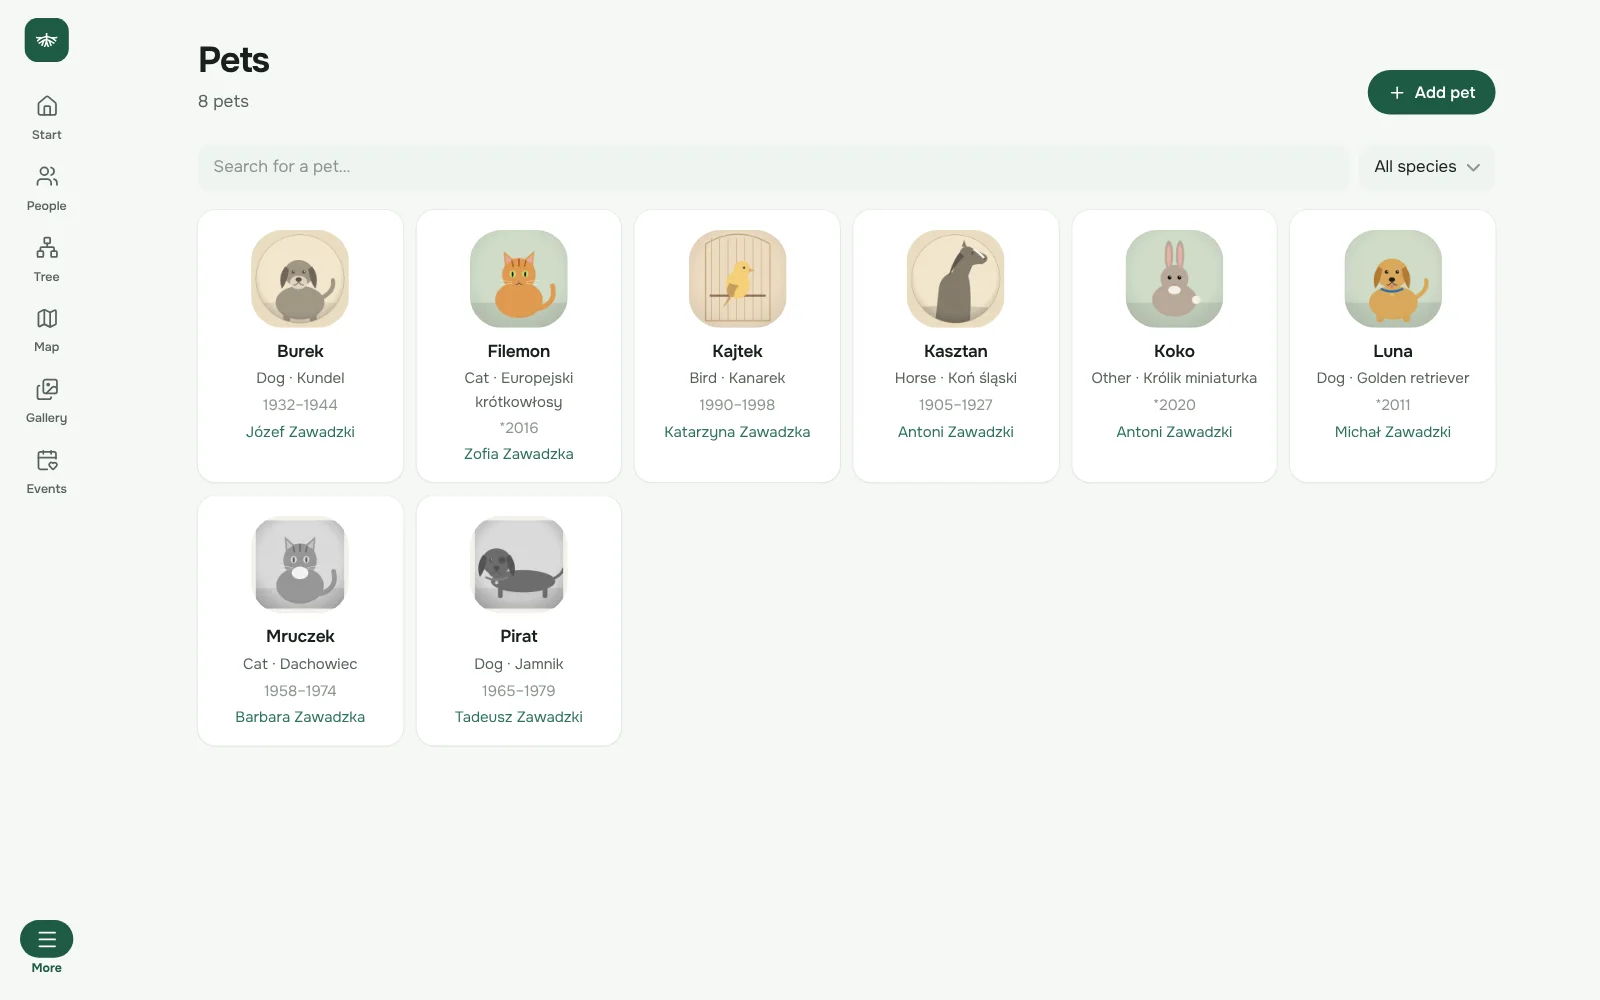 Pets
8 pets
Add pet
Start
People
Tree
Map
Gallery
Events
More
Search for a pet...
All species
Burek
Dog · Kundel
1932–1944
Józef Zawadzki
Filemon
Cat · Europejski
krótkowłosy
*2016
Zofia Zawadzka
Kajtek
Bird · Kanarek
1990–1998
Katarzyna Zawadzka
Kasztan
Horse · Koń śląski
1905–1927
Antoni Zawadzki
Koko
Other · Królik miniaturka
*2020
Antoni Zawadzki
Luna
Dog · Golden retriever
*2011
Michał Zawadzki
Mruczek
Cat · Dachowiec
1958–1974
Barbara Zawadzka
Pirat
Dog · Jamnik
1965–1979
Tadeusz Zawadzki